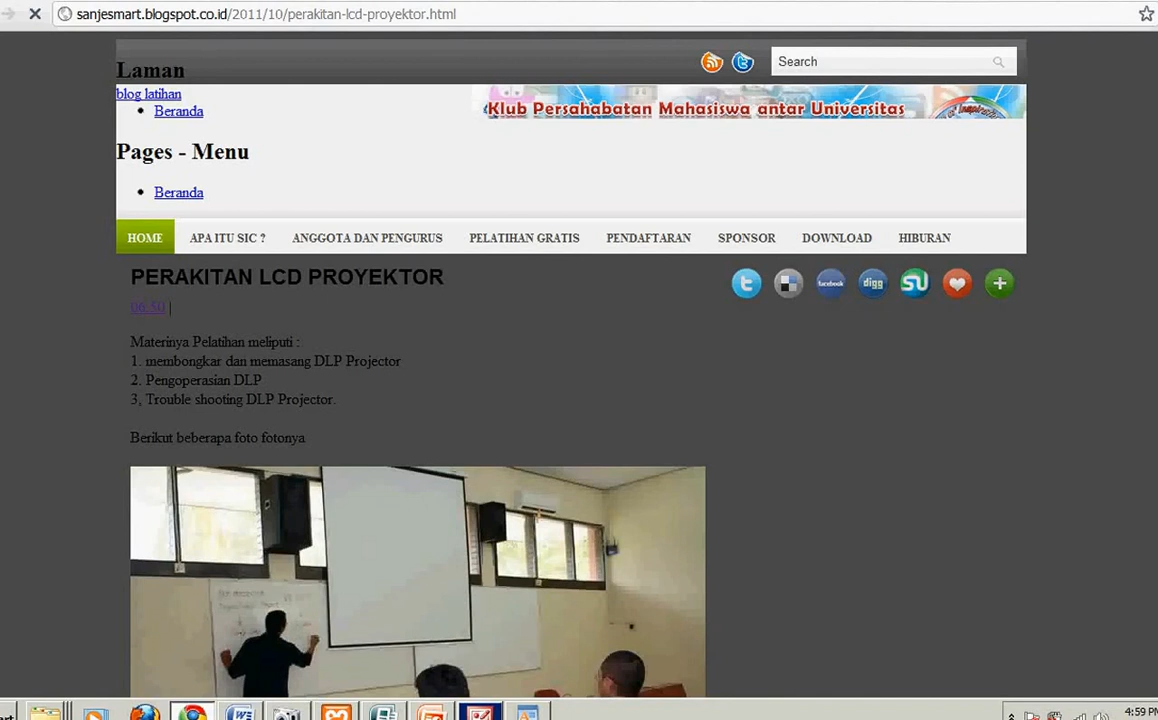 sanjesmart.blogspot.co.id/2011/10/perakitan-lcd-proyektor.html
Laman
Search
blog latihan
Beranda
Klub Persahabatan Mahasiswa antar Universitas
Pages - Menu
Beranda
HOME APA ITU SIC ? ANGGOTA DAN PENGURUS PELATIHAN GRATIS PENDAFTARAN SPONSOR DOWNLOAD HIBURAN
PERAKITAN LCD PROYEKTOR
facebook digg
06:50 |
Materinya Pelatihan meliputi :
1. membongkar dan memasang DLP Projector
2. Pengoperasian DLP
3, Trouble shooting DLP Projector.
Berikut beberapa foto fotonya
4:59 PM